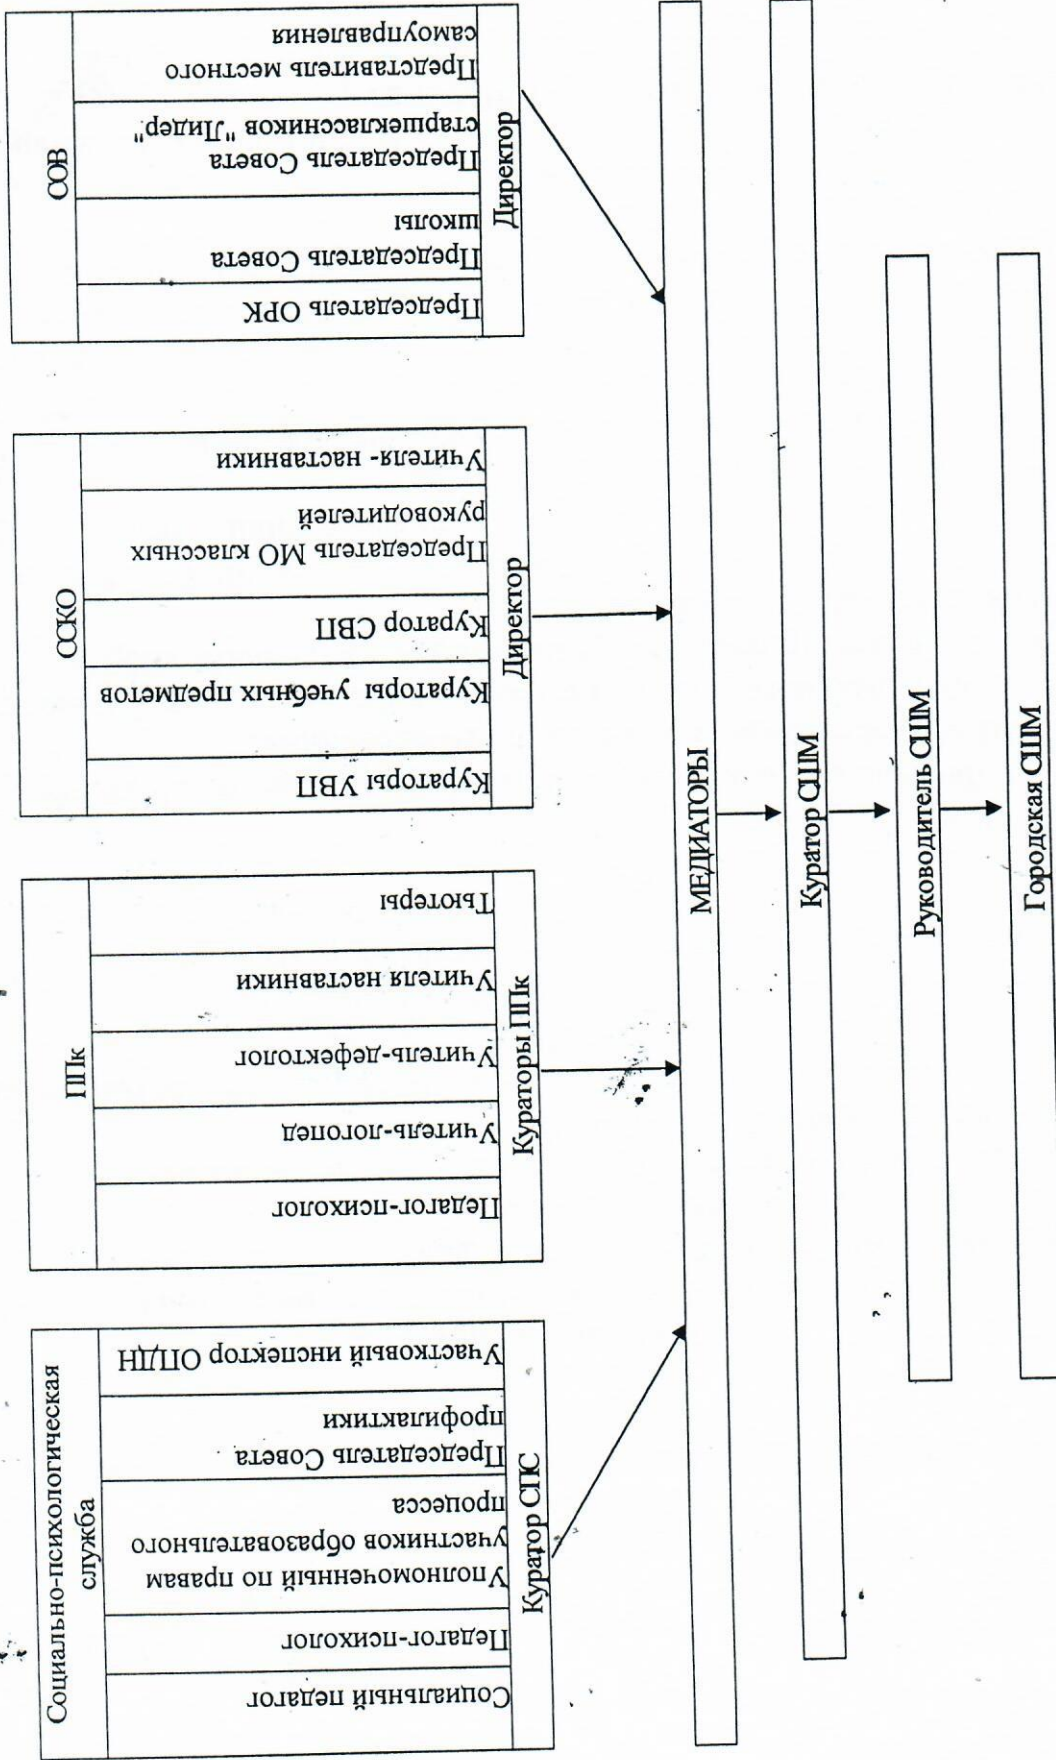 Социально-психологическая
служба
Социальный педагог
Педагог-психолог
Уполномоченный по правам
участников образовательного
процесса
Председатель Совета
профилактики
Участковый инспектор ОПДН
Куратор СПС
ППк
Педагог-психолог
Учитель-логопед
Учитель-дефектолог
Учителя наставники
Тьютеры
Кураторы ППк
ССКО
Кураторы УВП
Кураторы учебных предметов
Куратор СВП
Председатель МО классных
руководителей
Учителя- наставники
Директор
СОВ
Председатель ОРК
Председатель Совета
школы
Председатель Совета
старшеклассников "Лидер"
Представитель местного
самоуправления
Директор
МЕДИАТОРЫ
Куратор СШМ
Руководитель СШМ
Городская СШМ